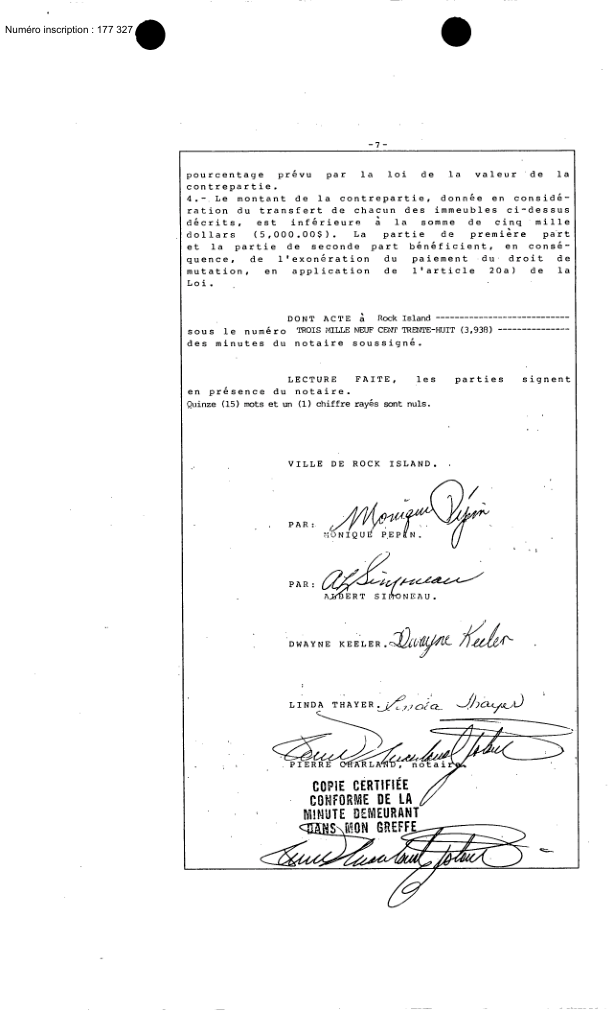 Numéro inscription : 177 327
-7-
pourcentage prévu par la loi de la valeur de la
contrepartie.
4.- Le montant de la contrepartie, donnée en considé-
ration du transfert de chacun des immeubles ci-dessus
décrits, est inférieure à la somme de cinq mille
dollars (5,000.00$). La partie de première part
et la partie de seconde part bénéficient, en consé-
quence, de l'exonération du paiement du droit de
mutation, en application de l'article 20a) de la
Loi.
DONT ACTE à Rock Island ---------------------------
sous le numéro TROIS MILLE NEUF CENT TRENTE-HUIT (3,938) ---------------
des minutes du notaire soussigné.
LECTURE FAITE, les parties signent
en présence du notaire.
Quinze (15) mots et un (1) chiffre rayés sont nuls.
VILLE DE ROCK ISLAND.
PAR: Monique Pépin
MONIQUE PEPIN.
PAR: Al Simoneau
ALBERT SIMONEAU.
DWAYNE KEELER. Dwayne Keeler
LINDA THAYER. Linda Thayer
PIERRE CHARLAND, notaire.
COPIE CERTIFIÉE
CONFORME DE LA
MINUTE DEMEURANT
DANS MON GREFFE